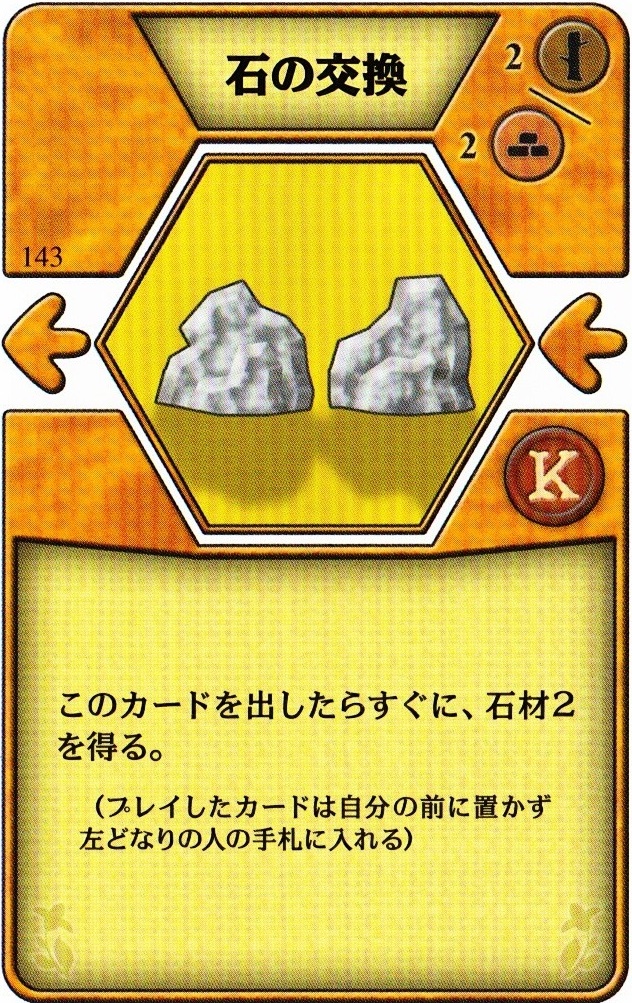 石の交換
2
2
143
K
このカードを出したらすぐに、石材2
を得る。
(プレイしたカードは自分の前に置かず
左どなりの人の手札に入れる)